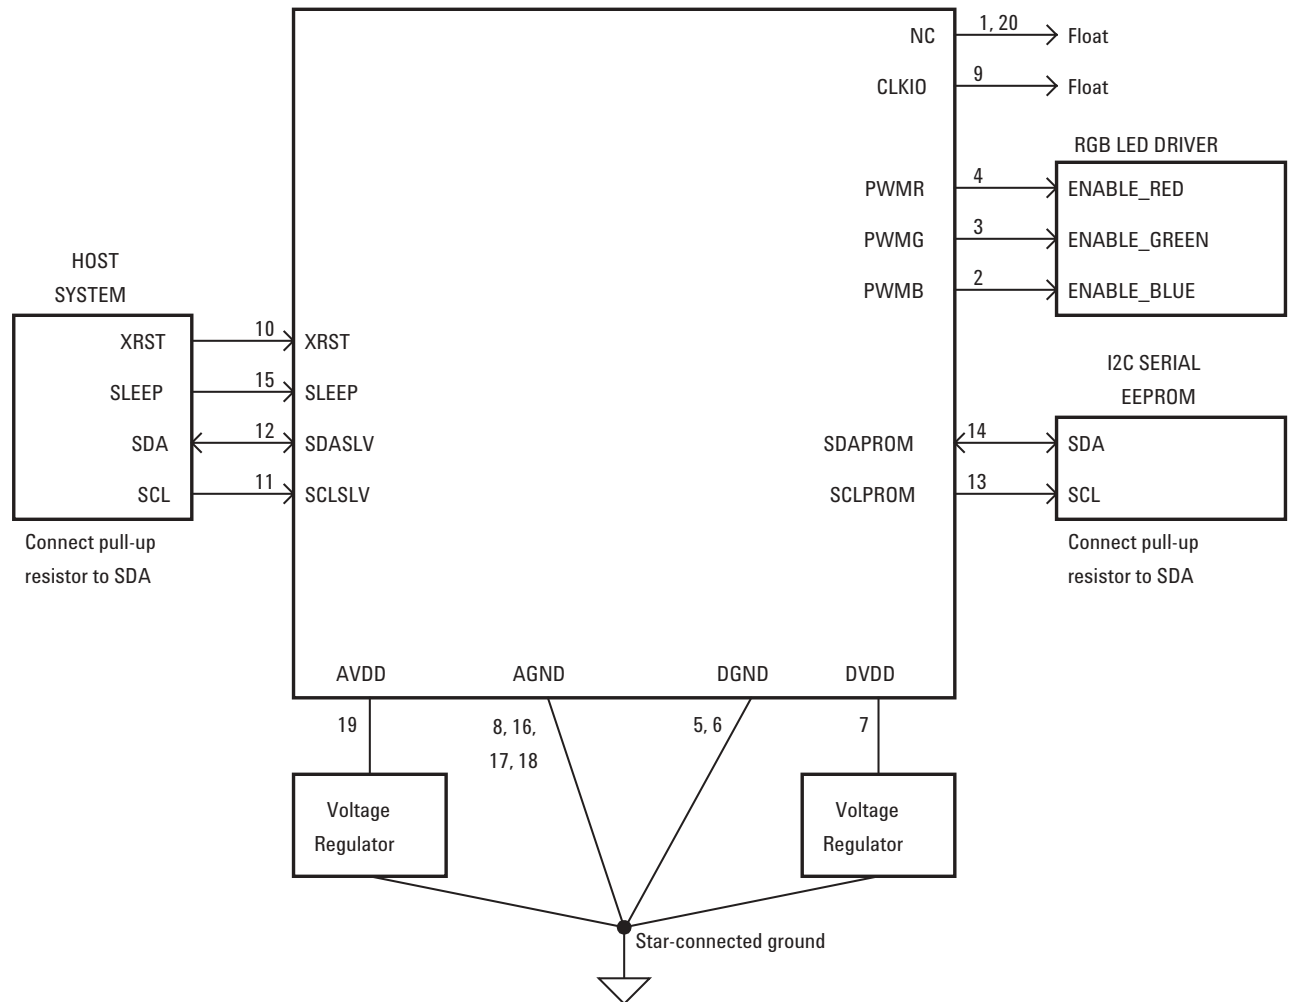 NC
1, 20
Float
CLKIO
9
Float
RGB LED DRIVER
PWMR
4
ENABLE_RED
PWMG
3
ENABLE_GREEN
PWMB
2
ENABLE_BLUE
HOST
SYSTEM
XRST
10
XRST
SLEEP
15
SLEEP
SDA
12
SDASLV
SCL
11
SCLSLV
Connect pull-up
resistor to SDA
I2C SERIAL
EEPROM
SDAPROM
14
SDA
SCLPROM
13
SCL
Connect pull-up
resistor to SDA
AVDD
AGND
DGND
DVDD
19
8, 16,
17, 18
5, 6
7
Voltage
Regulator
Voltage
Regulator
Star-connected ground